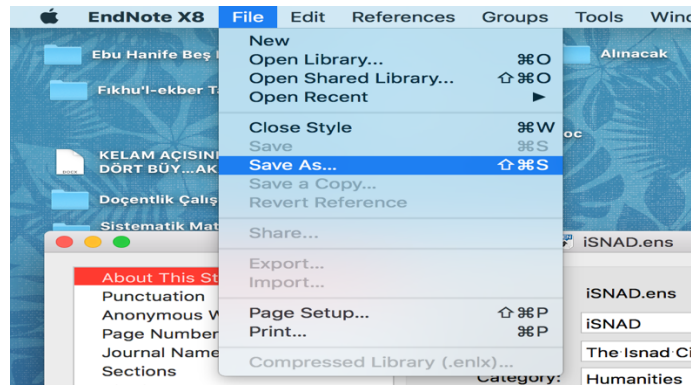 EndNote X8 File Edit References Groups Tools
New
Open Library... ⌘O
Open Shared Library... ⇧⌘O
Open Recent ▶
Close Style ⌘W
Save ⌘S
Save As... ⇧⌘S
Save a Copy...
Revert Reference
Share...
Export...
Import...
Page Setup... ⇧⌘P
Print... ⌘P
Compressed Library (.enlx)...
Ebu Hanife Beş
Fıkhu'l-ekber
KELAM AÇISIN
DÖRT BÜY...AK
DOCX
Doçentlik Çalış
Sistematik Mat
Alınacak
oc
iSNAD.ens
About This St
Punctuation
Anonymous W
Page Number
Journal Name
Sections
iSNAD.ens
iSNAD
The Isnad Ci
Category: Humanities